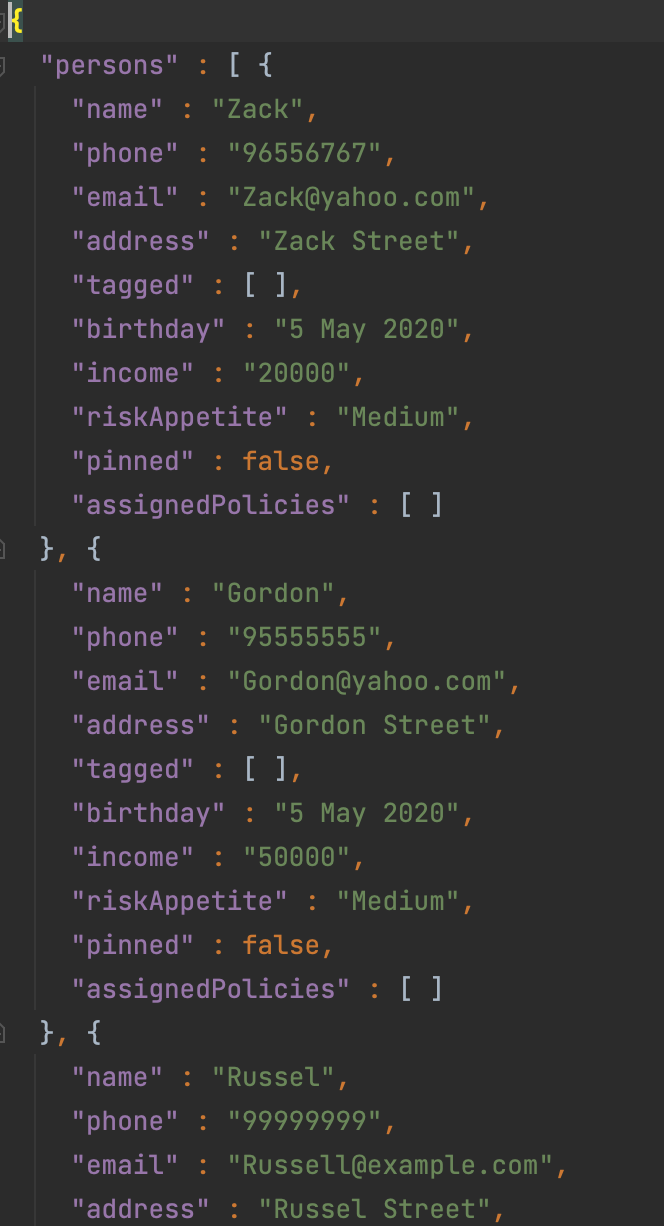 {
"persons" : [ {
"name" : "Zack",
"phone" : "96556767",
"email" : "Zack@yahoo.com",
"address" : "Zack Street",
"tagged" : [ ],
"birthday" : "5 May 2020",
"income" : "20000",
"riskAppetite" : "Medium",
"pinned" : false,
"assignedPolicies" : [ ]
}, {
"name" : "Gordon",
"phone" : "95555555",
"email" : "Gordon@yahoo.com",
"address" : "Gordon Street",
"tagged" : [ ],
"birthday" : "5 May 2020",
"income" : "50000",
"riskAppetite" : "Medium",
"pinned" : false,
"assignedPolicies" : [ ]
}, {
"name" : "Russel",
"phone" : "99999999",
"email" : "Russell@example.com",
"address" : "Russel Street",